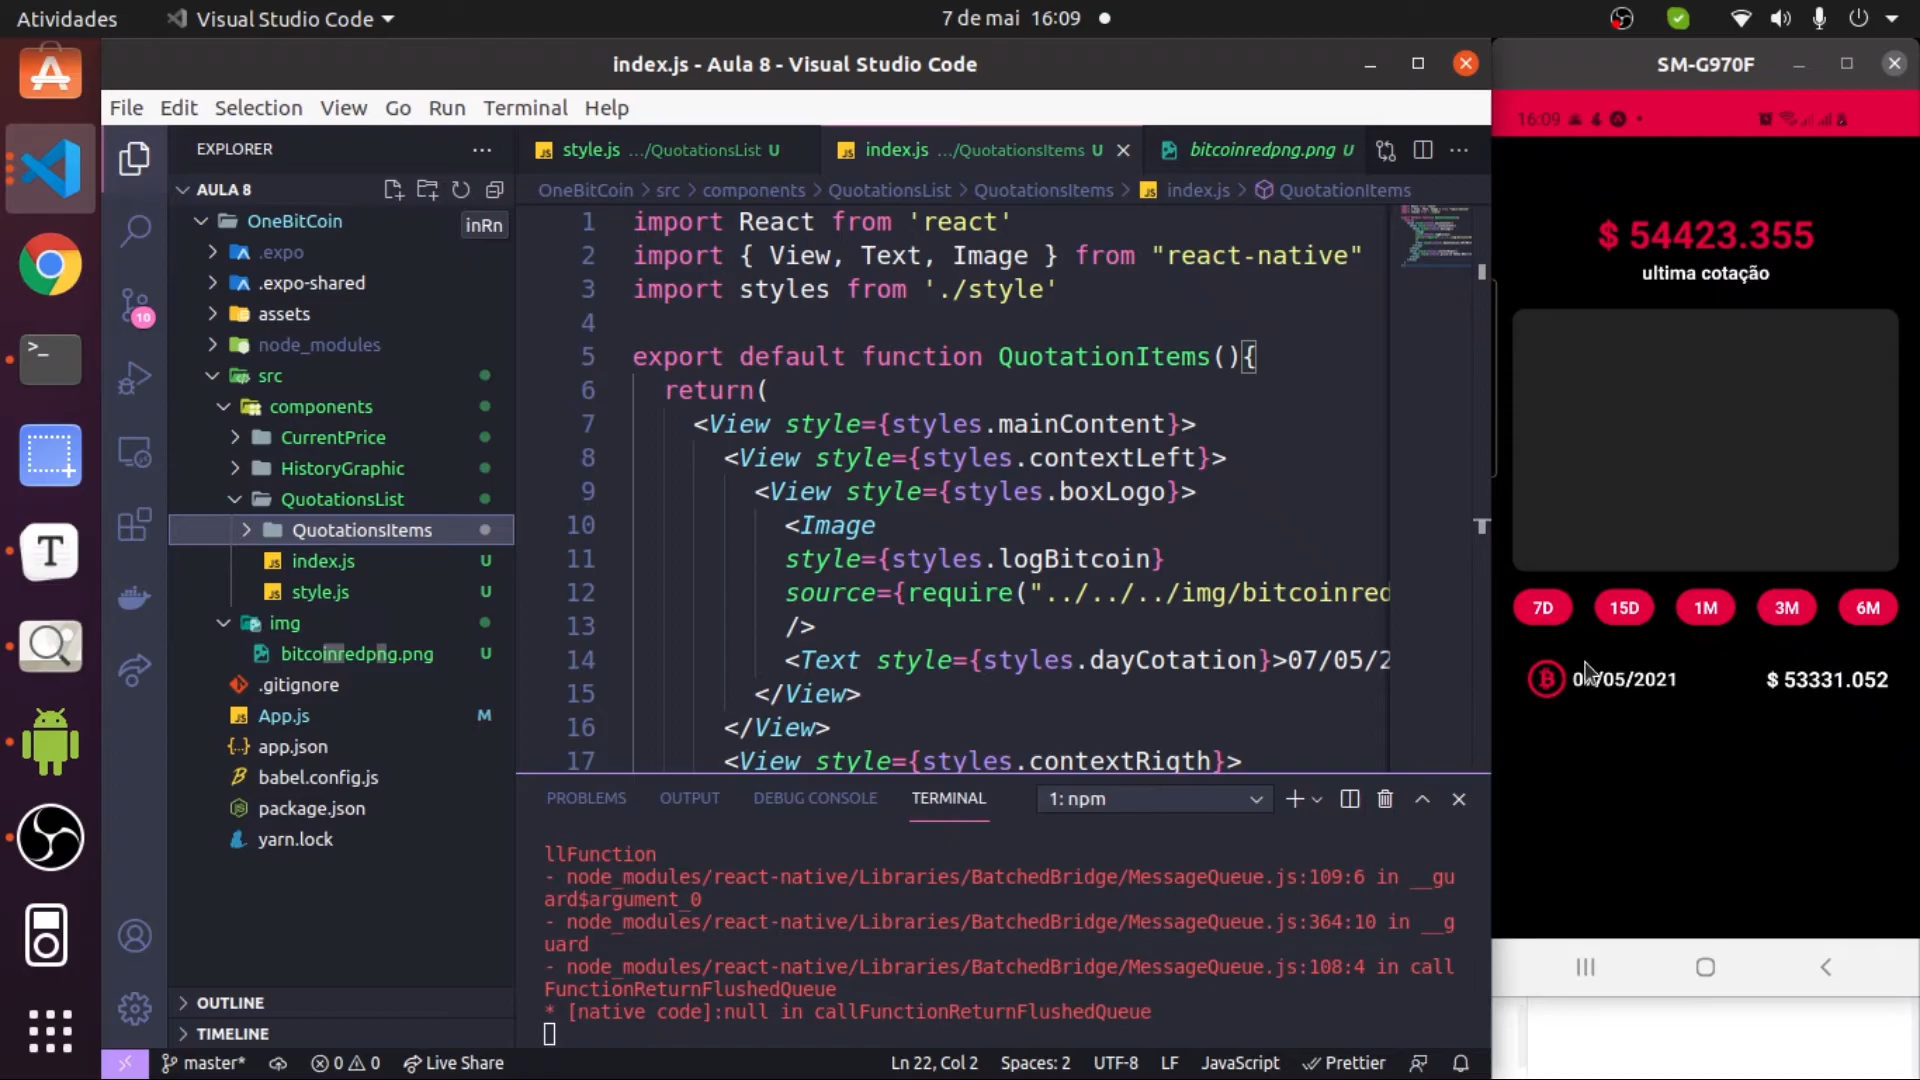 Atividades
Visual Studio Code
7 de mai 16:09
index.js - Aula 8 - Visual Studio Code
File Edit Selection View Go Run Terminal Help
EXPLORER
AULA 8
OneBitCoin
inRn
.expo
.expo-shared
assets
node_modules
src
components
CurrentPrice
HistoryGraphic
QuotationsList
QuotationsItems
index.js U
style.js U
img
bitcoinredpng.png U
.gitignore
App.js M
app.json
babel.config.js
package.json
yarn.lock
OUTLINE
TIMELINE
10
style.js .../QuotationsList U
index.js .../QuotationsItems U
bitcoinredpng.png U
OneBitCoin > src > components > QuotationsList > QuotationsItems > index.js > QuotationItems
1 import React from 'react'
2 import { View, Text, Image } from "react-native"
3 import styles from './style'
4
5 export default function QuotationItems(){
6 return(
7 <View style={styles.mainContent}>
8 <View style={styles.contextLeft}>
9 <View style={styles.boxLogo}>
10 <Image
11 style={styles.logBitcoin}
12 source={require("../../../img/bitcoinred
13 />
14 <Text style={styles.dayCotation}>07/05/2
15 </View>
16 </View>
17 <View style={styles.contextRigth}>
PROBLEMS OUTPUT DEBUG CONSOLE TERMINAL
1: npm
llFunction
- node_modules/react-native/Libraries/BatchedBridge/MessageQueue.js:109:6 in __gu
ard$argument_0
- node_modules/react-native/Libraries/BatchedBridge/MessageQueue.js:364:10 in __g
uard
- node_modules/react-native/Libraries/BatchedBridge/MessageQueue.js:108:4 in call
FunctionReturnFlushedQueue
* [native code]:null in callFunctionReturnFlushedQueue
master* 0 0 Live Share
Ln 22, Col 2 Spaces: 2 UTF-8 LF JavaScript Prettier
SM-G970F
16:09
$ 54423.355
ultima cotação
7D 15D 1M 3M 6M
$ 53331.052